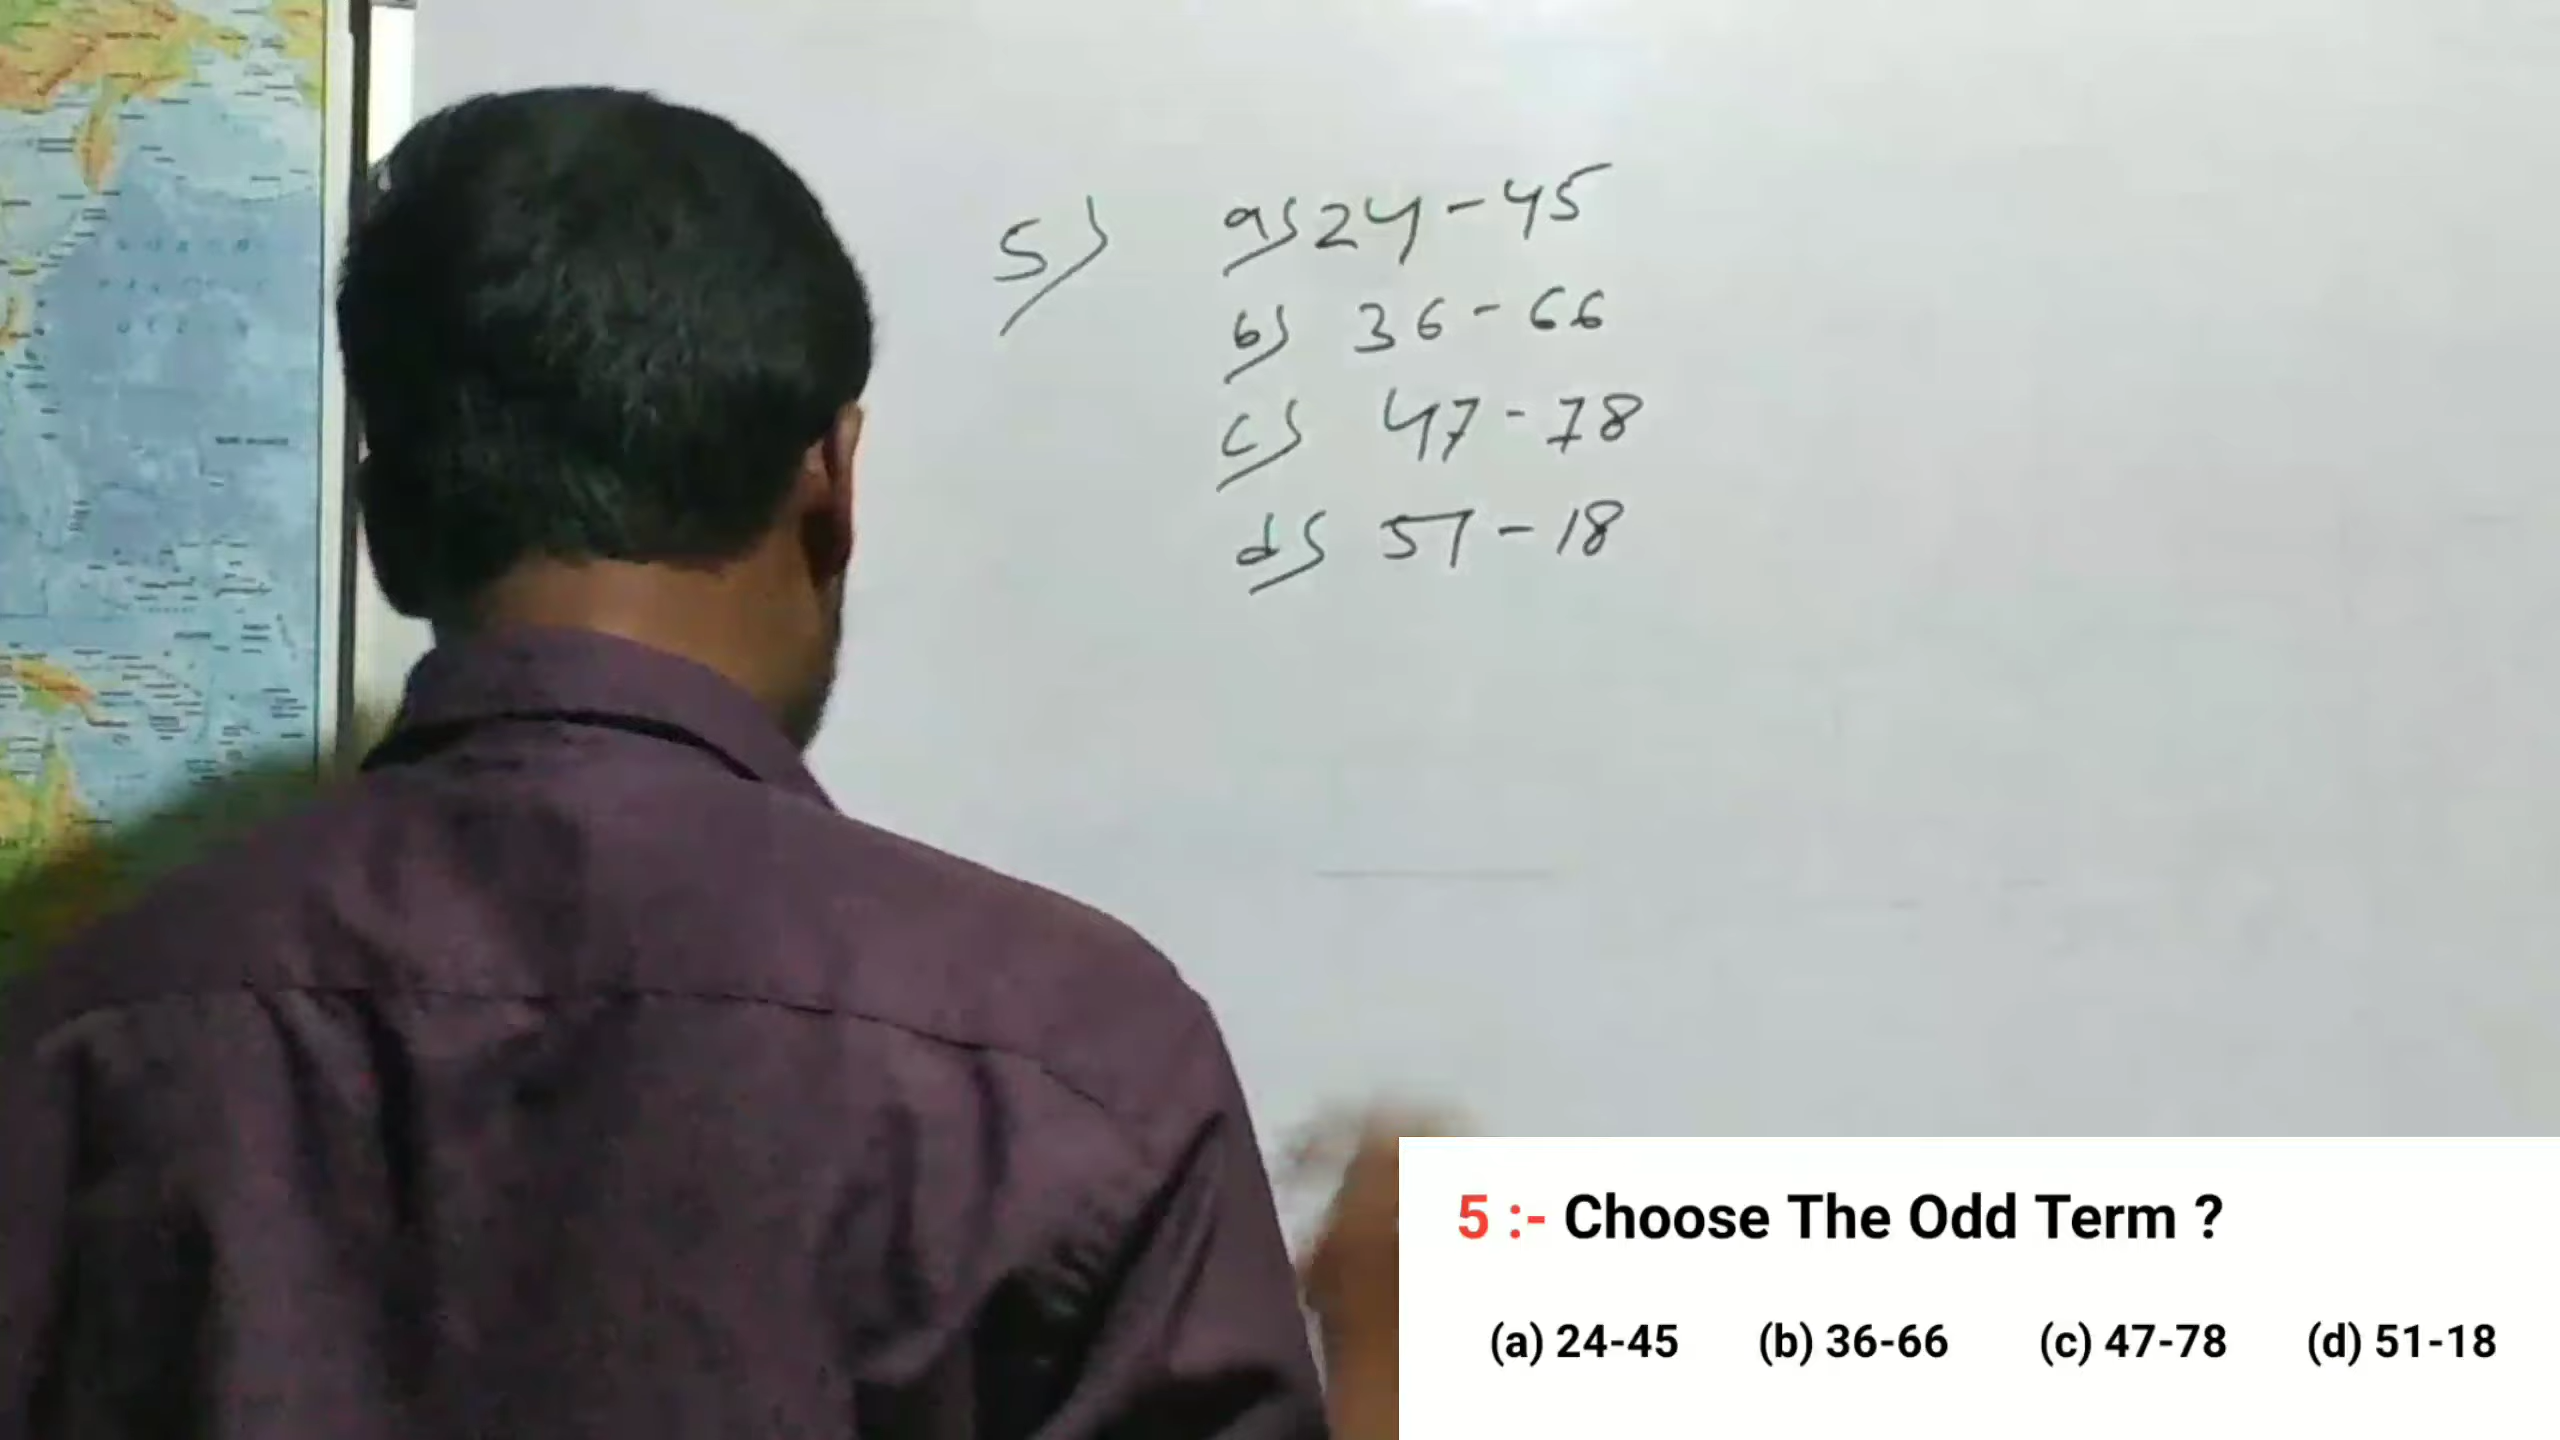 5)
a) 24-45
b) 36-66
c) 47-78
d) 51-18
5 :- Choose The Odd Term ?
(a) 24-45 (b) 36-66 (c) 47-78 (d) 51-18